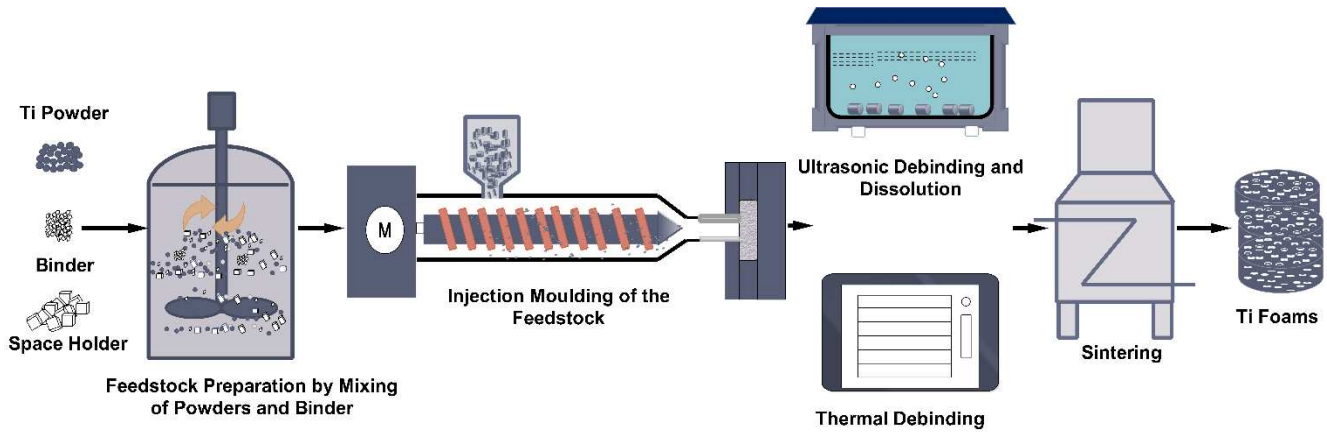 Ti Powder
Binder
Space Holder
Feedstock Preparation by Mixing
of Powders and Binder
M
Injection Moulding of the
Feedstock
Ultrasonic Debinding and
Dissolution
Thermal Debinding
Sintering
Ti Foams